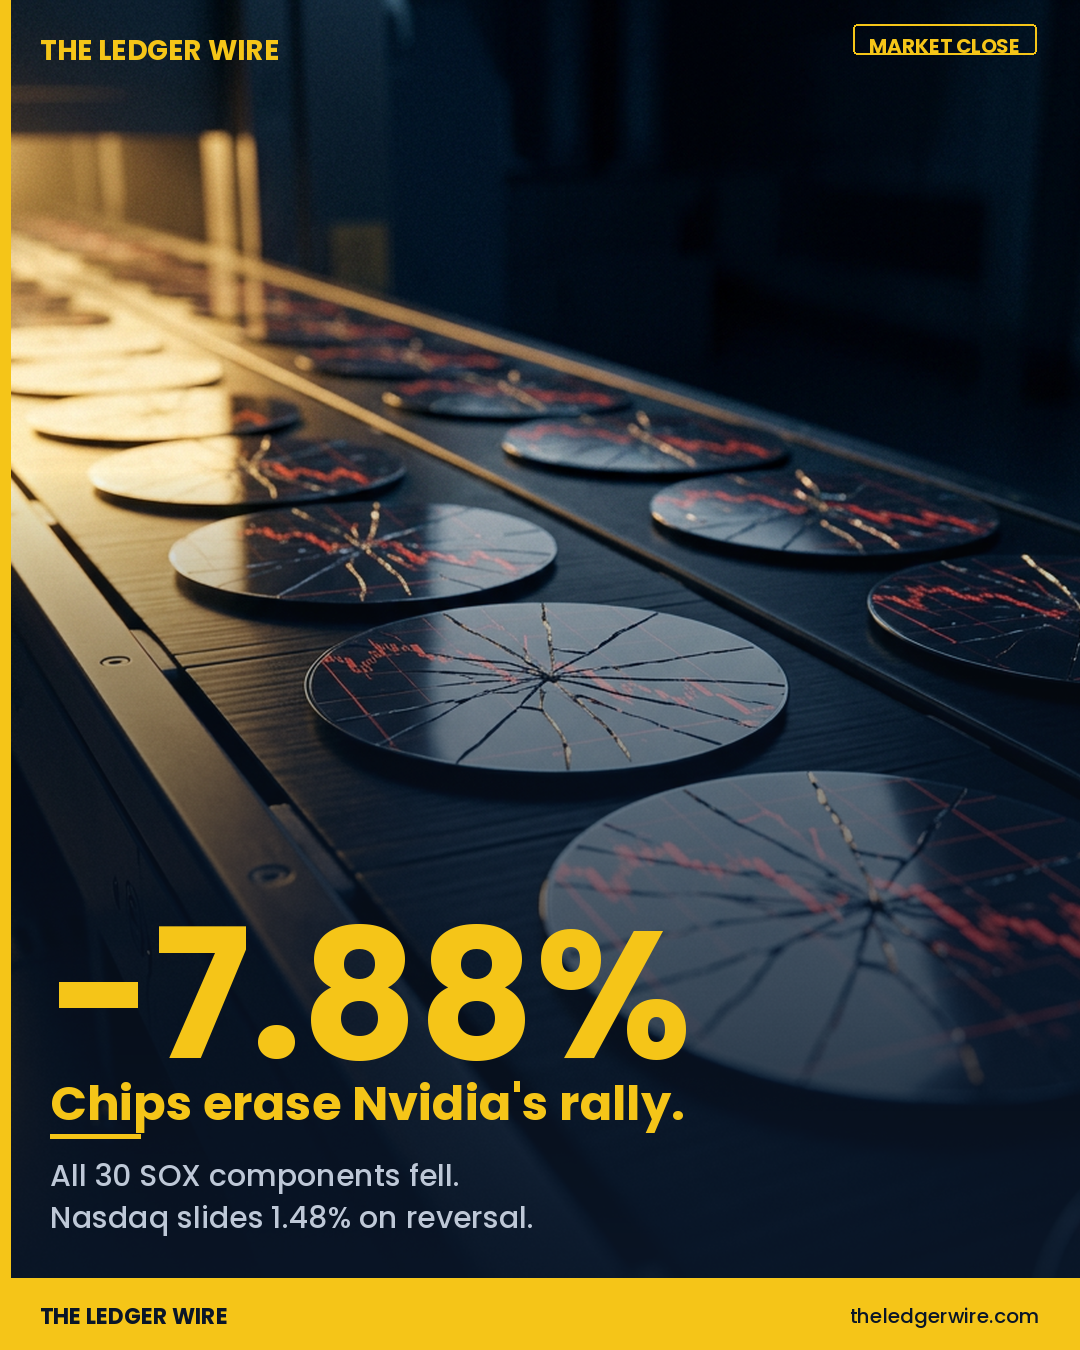 THE LEDGER WIRE
MARKET CLOSE
-7.88%
Chips erase Nvidia's rally.
All 30 SOX components fell.
Nasdaq slides 1.48% on reversal.
THE LEDGER WIRE
theledgerwire.com